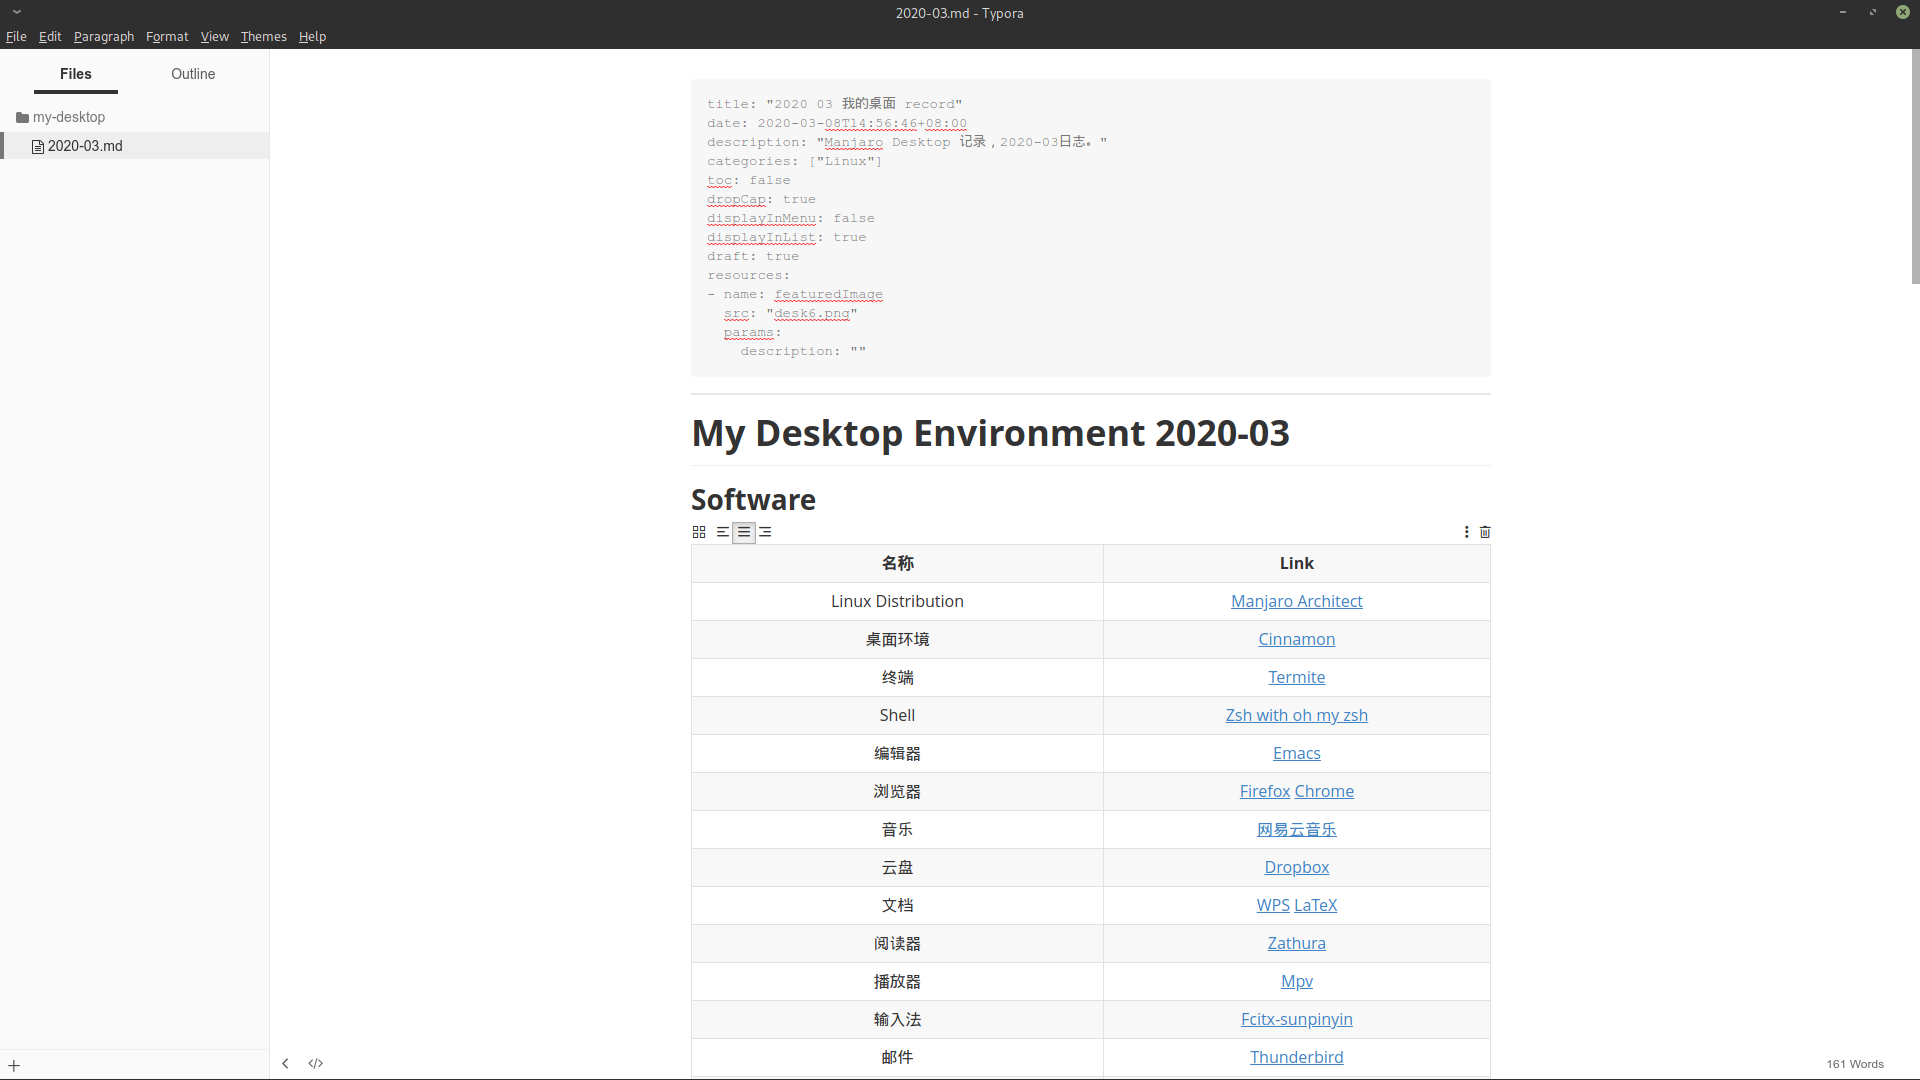 2020-03.md - Typora
File Edit Paragraph Format View Themes Help
Files Outline
my-desktop
2020-03.md
title: "2020 03 我的桌面 record"
date: 2020-03-08T14:56:46+08:00
description: "Manjaro Desktop 记录，2020-03日志。"
categories: ["Linux"]
toc: false
dropCap: true
displayInMenu: false
displayInList: true
draft: true
resources:
- name: featuredImage
  src: "desk6.png"
  params:
    description: ""
My Desktop Environment 2020-03
Software
名称 Link
Linux Distribution Manjaro Architect
桌面环境 Cinnamon
终端 Termite
Shell Zsh with oh my zsh
编辑器 Emacs
浏览器 Firefox Chrome
音乐 网易云音乐
云盘 Dropbox
文档 WPS LaTeX
阅读器 Zathura
播放器 Mpv
输入法 Fcitx-sunpinyin
邮件 Thunderbird
161 Words